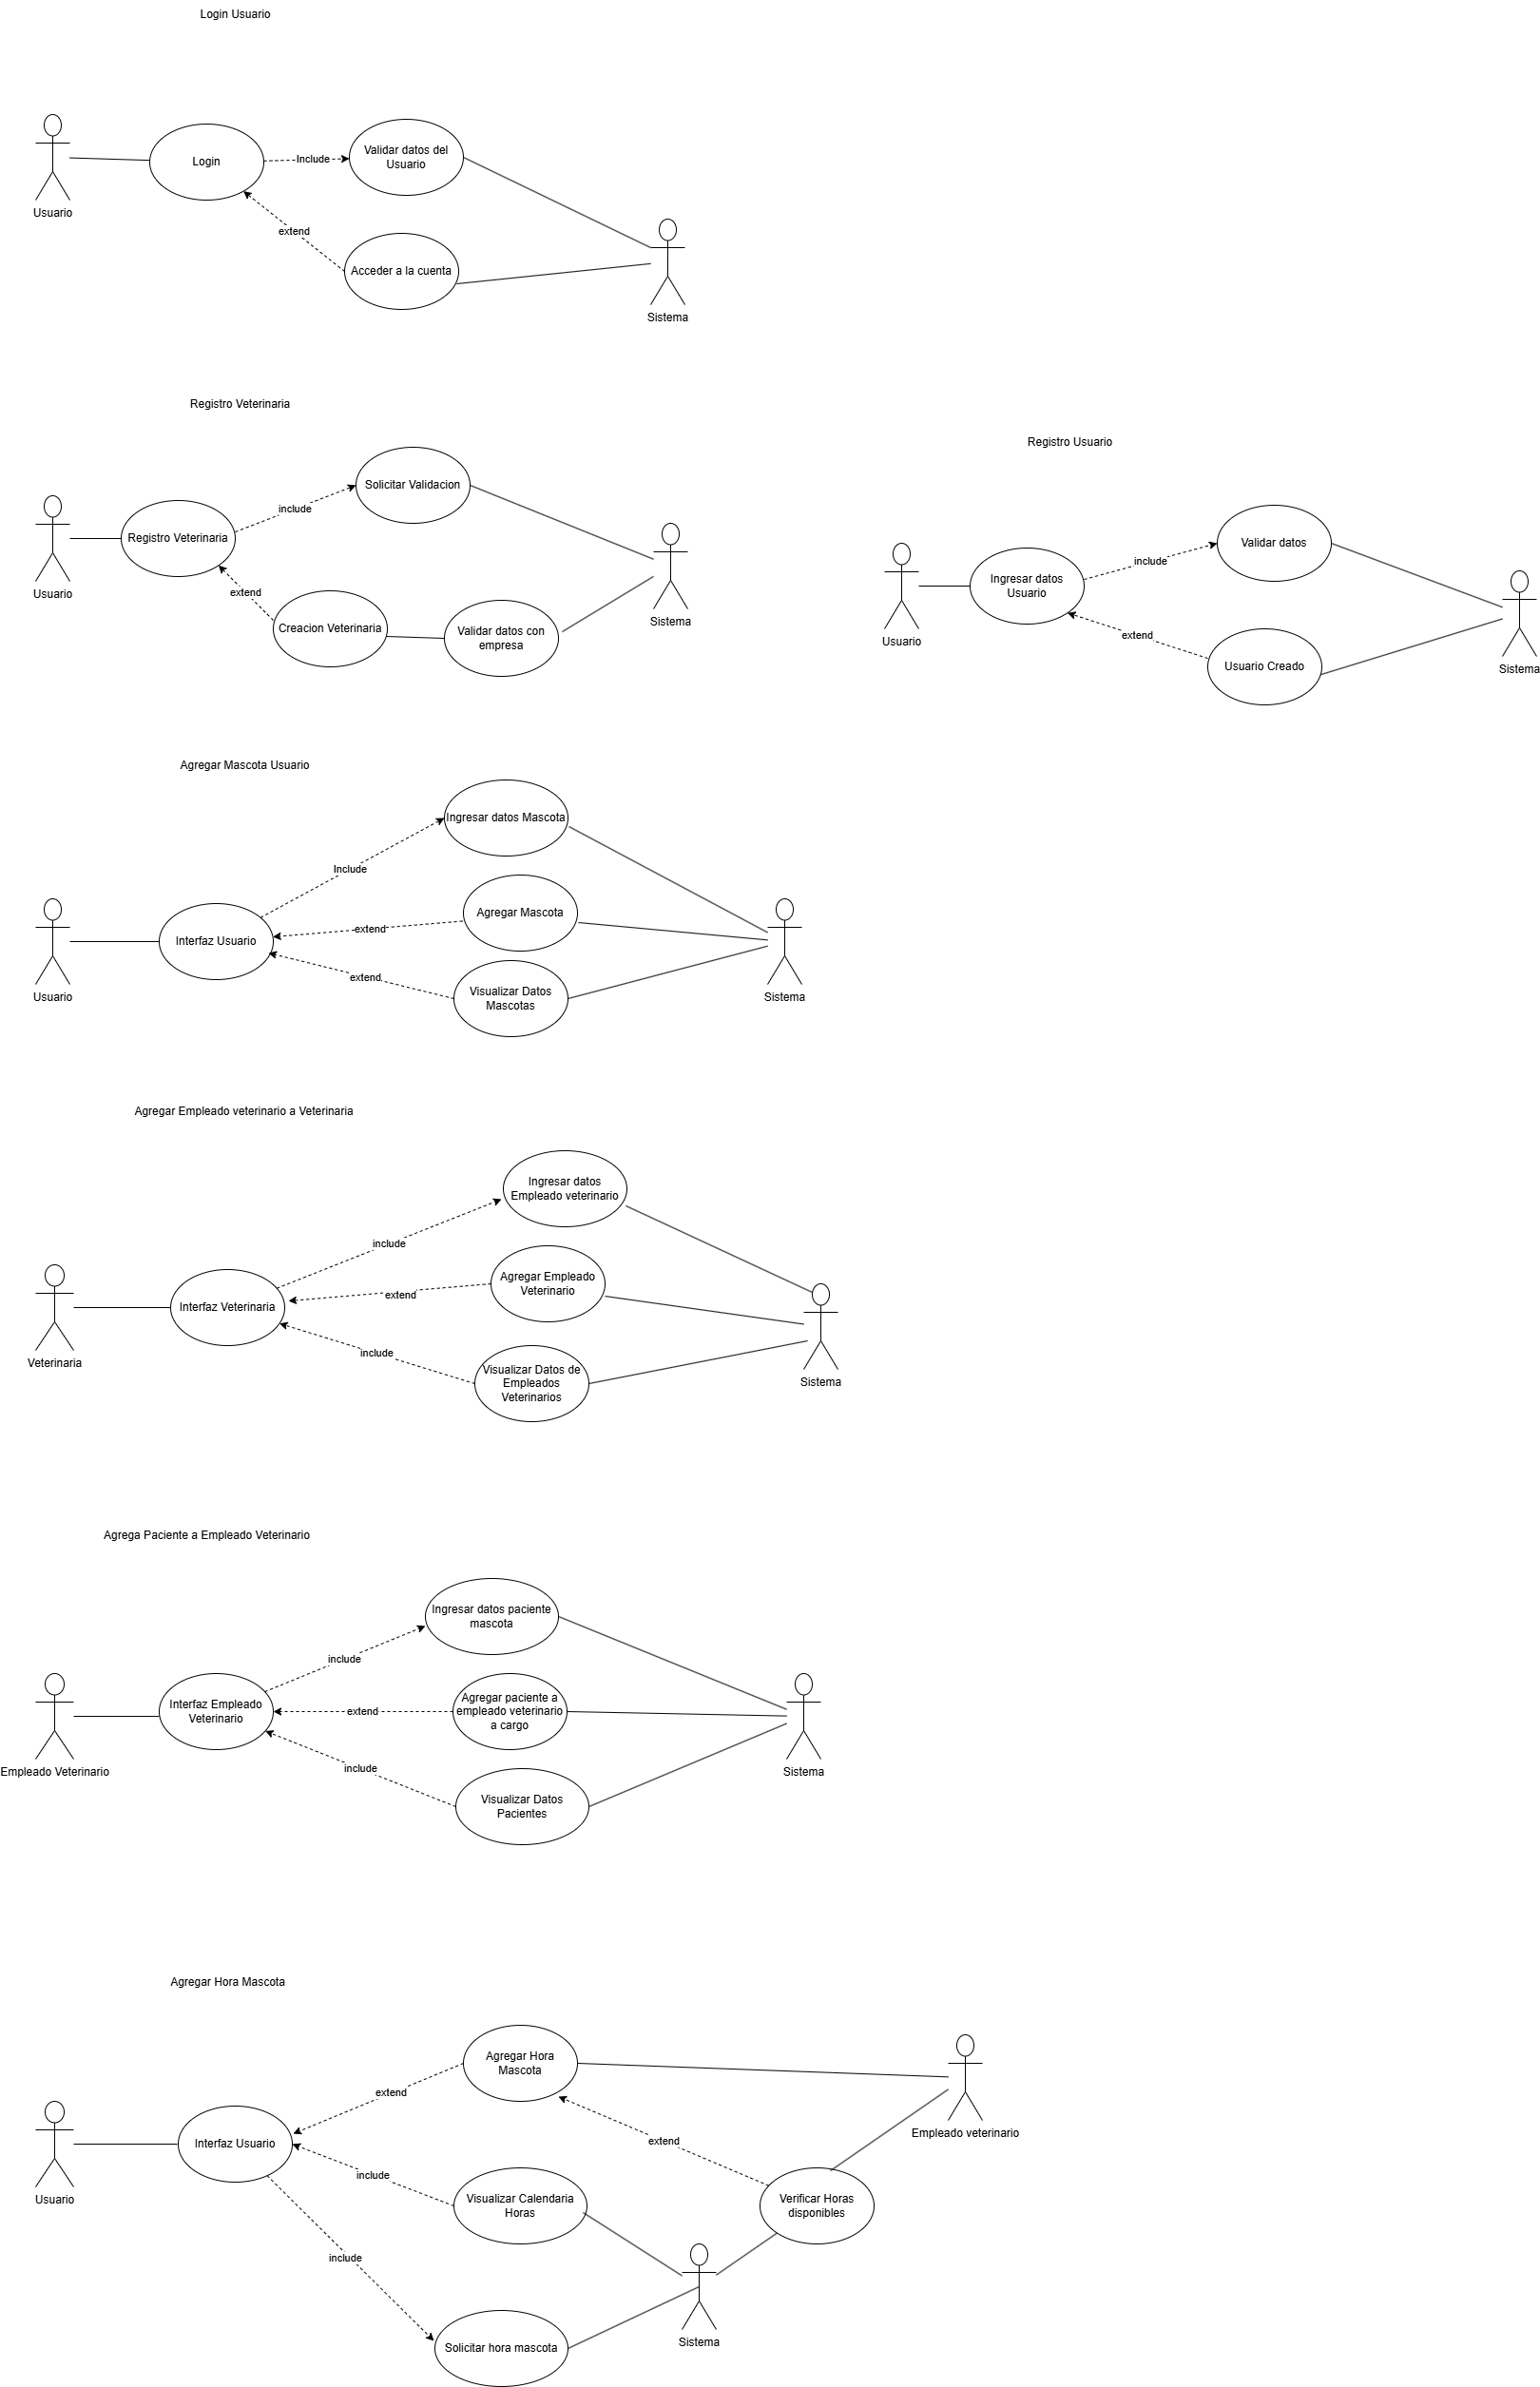 Login Usuario
Login
Include
Validar datos del
Usuario
Usuario
extend
Acceder a la cuenta
Sistema
Registro Veterinaria
Registro Veterinaria
include
Solicitar Validacion
Usuario
extend
Creacion Veterinaria
Validar datos con
empresa
Sistema
Registro Usuario
Ingresar datos
Usuario
include
Validar datos
Usuario
extend
Usuario Creado
Sistema
Agregar Mascota Usuario
Ingresar datos Mascota
Include
Agregar Mascota
extend
Interfaz Usuario
extend
Visualizar Datos
Mascotas
Usuario
Sistema
Agregar Empleado veterinario a Veterinaria
Ingresar datos
Empleado veterinario
include
Agregar Empleado
Veterinario
extend
Interfaz Veterinaria
include
Visualizar Datos de
Empleados
Veterinarios
Veterinaria
Sistema
Agrega Paciente a Empleado Veterinario
Ingresar datos paciente
mascota
include
Interfaz Empleado
Veterinario
extend
Agregar paciente a
empleado veterinario
a cargo
include
Visualizar Datos
Pacientes
Empleado Veterinario
Sistema
Agregar Hora Mascota
Agregar Hora
Mascota
extend
Empleado veterinario
extend
Interfaz Usuario
include
Visualizar Calendaria
Horas
Verificar Horas
disponibles
Usuario
include
Solicitar hora mascota
Sistema